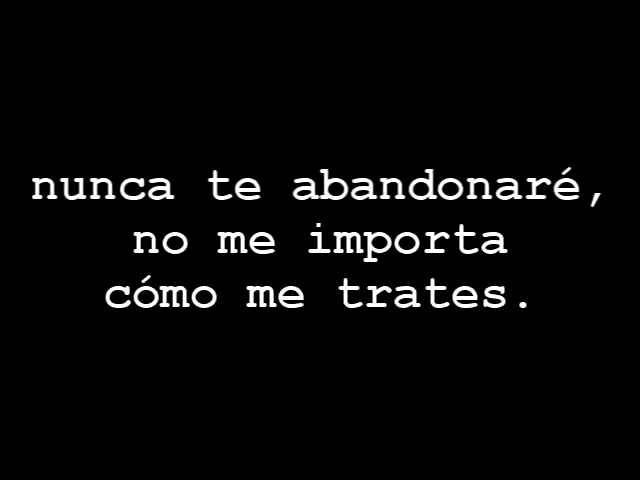 nunca te abandonaré,
no me importa
cómo me trates.